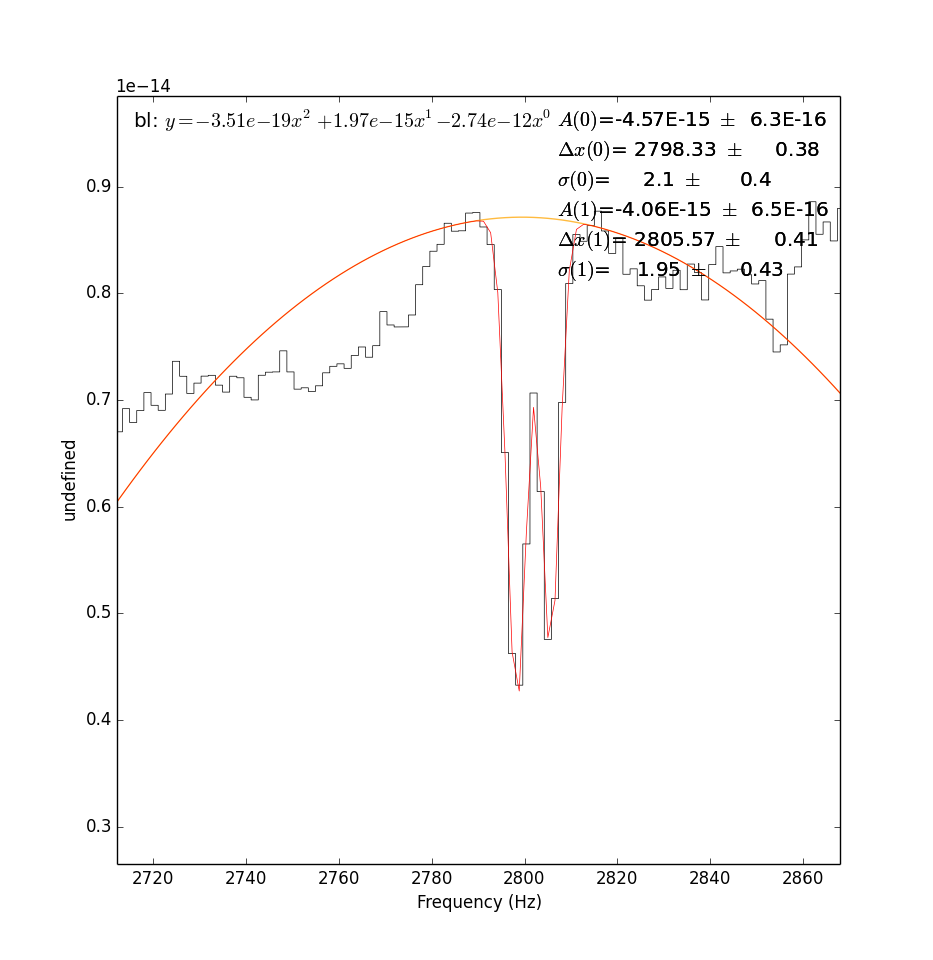 1e−14
bl: y=−3.51e−19x² +1.97e−15x¹ −2.74e−12x⁰
A(0)=-4.57E-15 ± 6.3E-16
Δx(0)= 2798.33 ± 0.38
σ(0)= 2.1 ± 0.4
A(1)=-4.06E-15 ± 6.5E-16
Δx(1)= 2805.57 ± 0.41
σ(1)= 1.95 ± 0.43
0.9
0.8
0.7
0.6
0.5
0.4
0.3
undefined
2720 2740 2760 2780 2800 2820 2840 2860
Frequency (Hz)